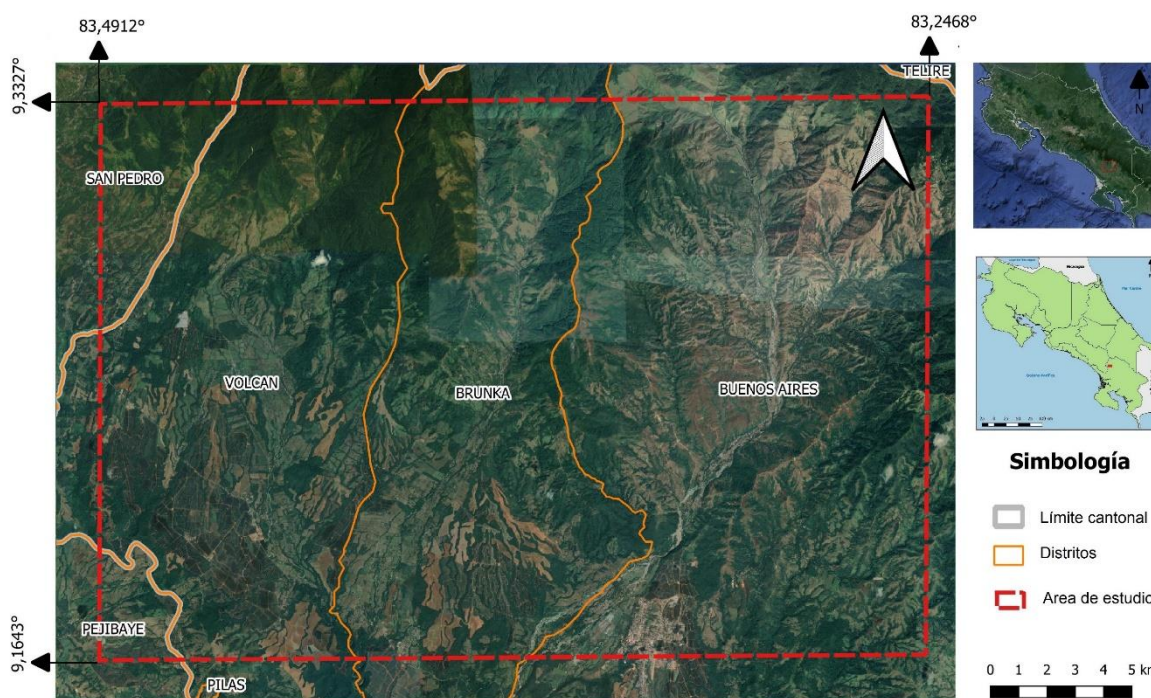 83,4912°
83,2468°
9,3327°
9,1643°
TELIRE
SAN PEDRO
VOLCAN
BRUNKA
BUENOS AIRES
PEJIBAYE
PILAS
N
Nicaragua
Simbología
Límite cantonal
Distritos
Area de estudio
0 1 2 3 4 5 km